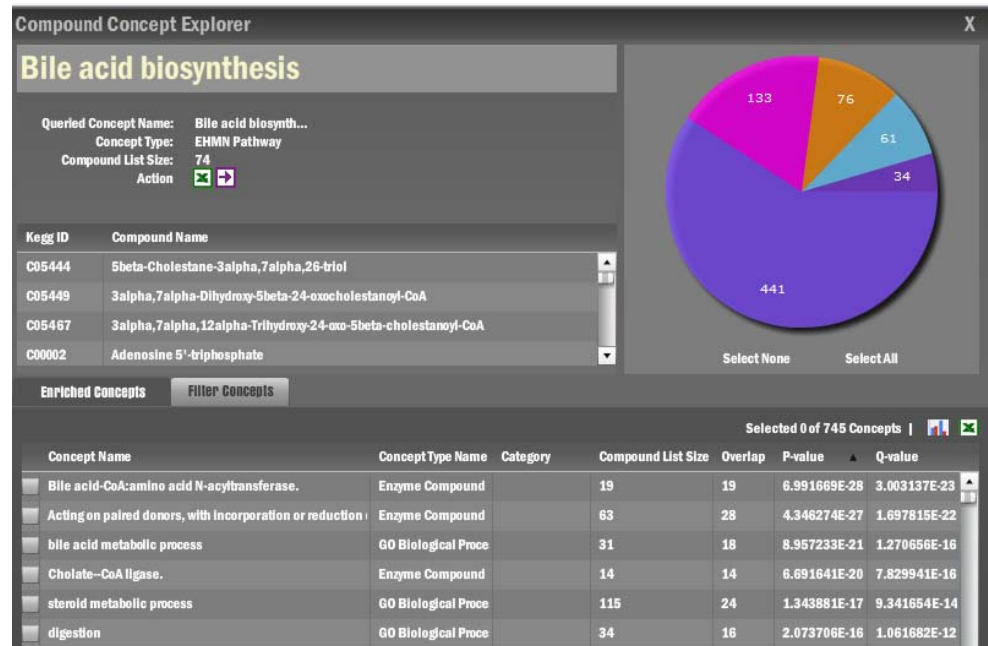 Compound Concept Explorer X
Bile acid biosynthesis
Queried Concept Name: Bile acid biosynth...
Concept Type: EHMN Pathway
Compound List Size: 74
Action
Kegg ID Compound Name
C05444 5beta-Cholestane-3alpha,7alpha,26-triol
C05449 3alpha,7alpha-Dihydroxy-5beta-24-oxocholestanoyl-CoA
C05467 3alpha,7alpha,12alpha-Trihydroxy-24-oxo-5beta-cholestanoyl-CoA
C00002 Adenosine 5'-triphosphate
133
76
61
34
441
Select None Select All
Enriched Concepts Filter Concepts
Selected 0 of 745 Concepts |
Concept Name Concept Type Name Category Compound List Size Overlap P-value Q-value
Bile acid-CoA:amino acid N-acyltransferase. Enzyme Compound 19 19 6.991669E-28 3.003137E-23
Acting on paired donors, with incorporation or reduction Enzyme Compound 63 28 4.346274E-27 1.697815E-22
bile acid metabolic process GO Biological Proce 31 18 8.957233E-21 1.270656E-16
Cholate--CoA ligase. Enzyme Compound 14 14 6.691641E-20 7.829941E-16
steroid metabolic process GO Biological Proce 115 24 1.343881E-17 9.341654E-14
digestion GO Biological Proce 34 16 2.073706E-16 1.061682E-12